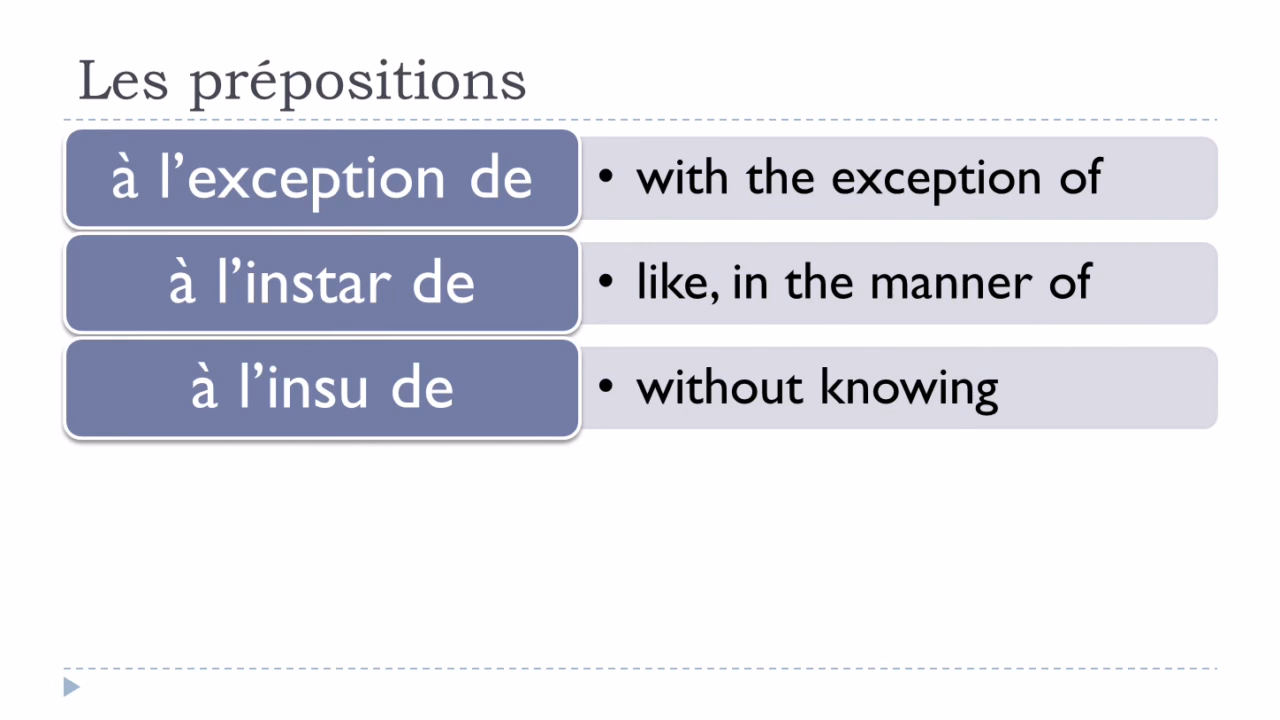 Les prépositions
à l’exception de
• with the exception of
à l’instar de
• like, in the manner of
à l’insu de
• without knowing